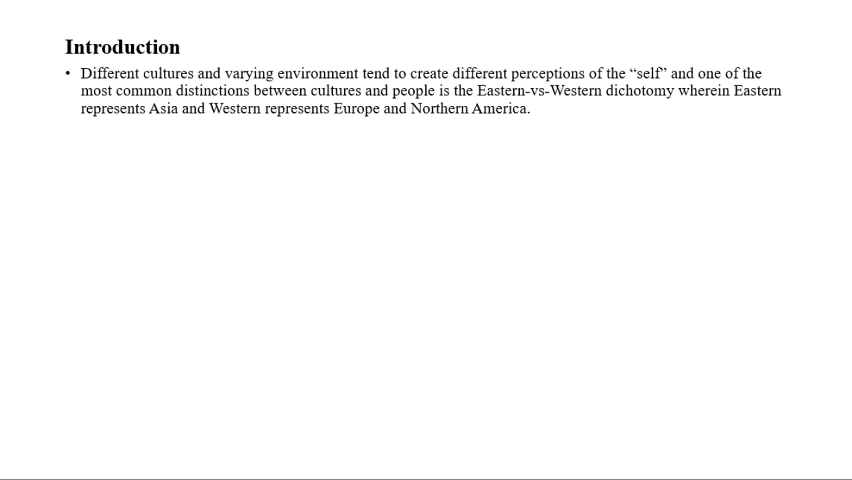 Introduction
• Different cultures and varying environment tend to create different perceptions of the “self” and one of the
most common distinctions between cultures and people is the Eastern-vs-Western dichotomy wherein Eastern
represents Asia and Western represents Europe and Northern America.